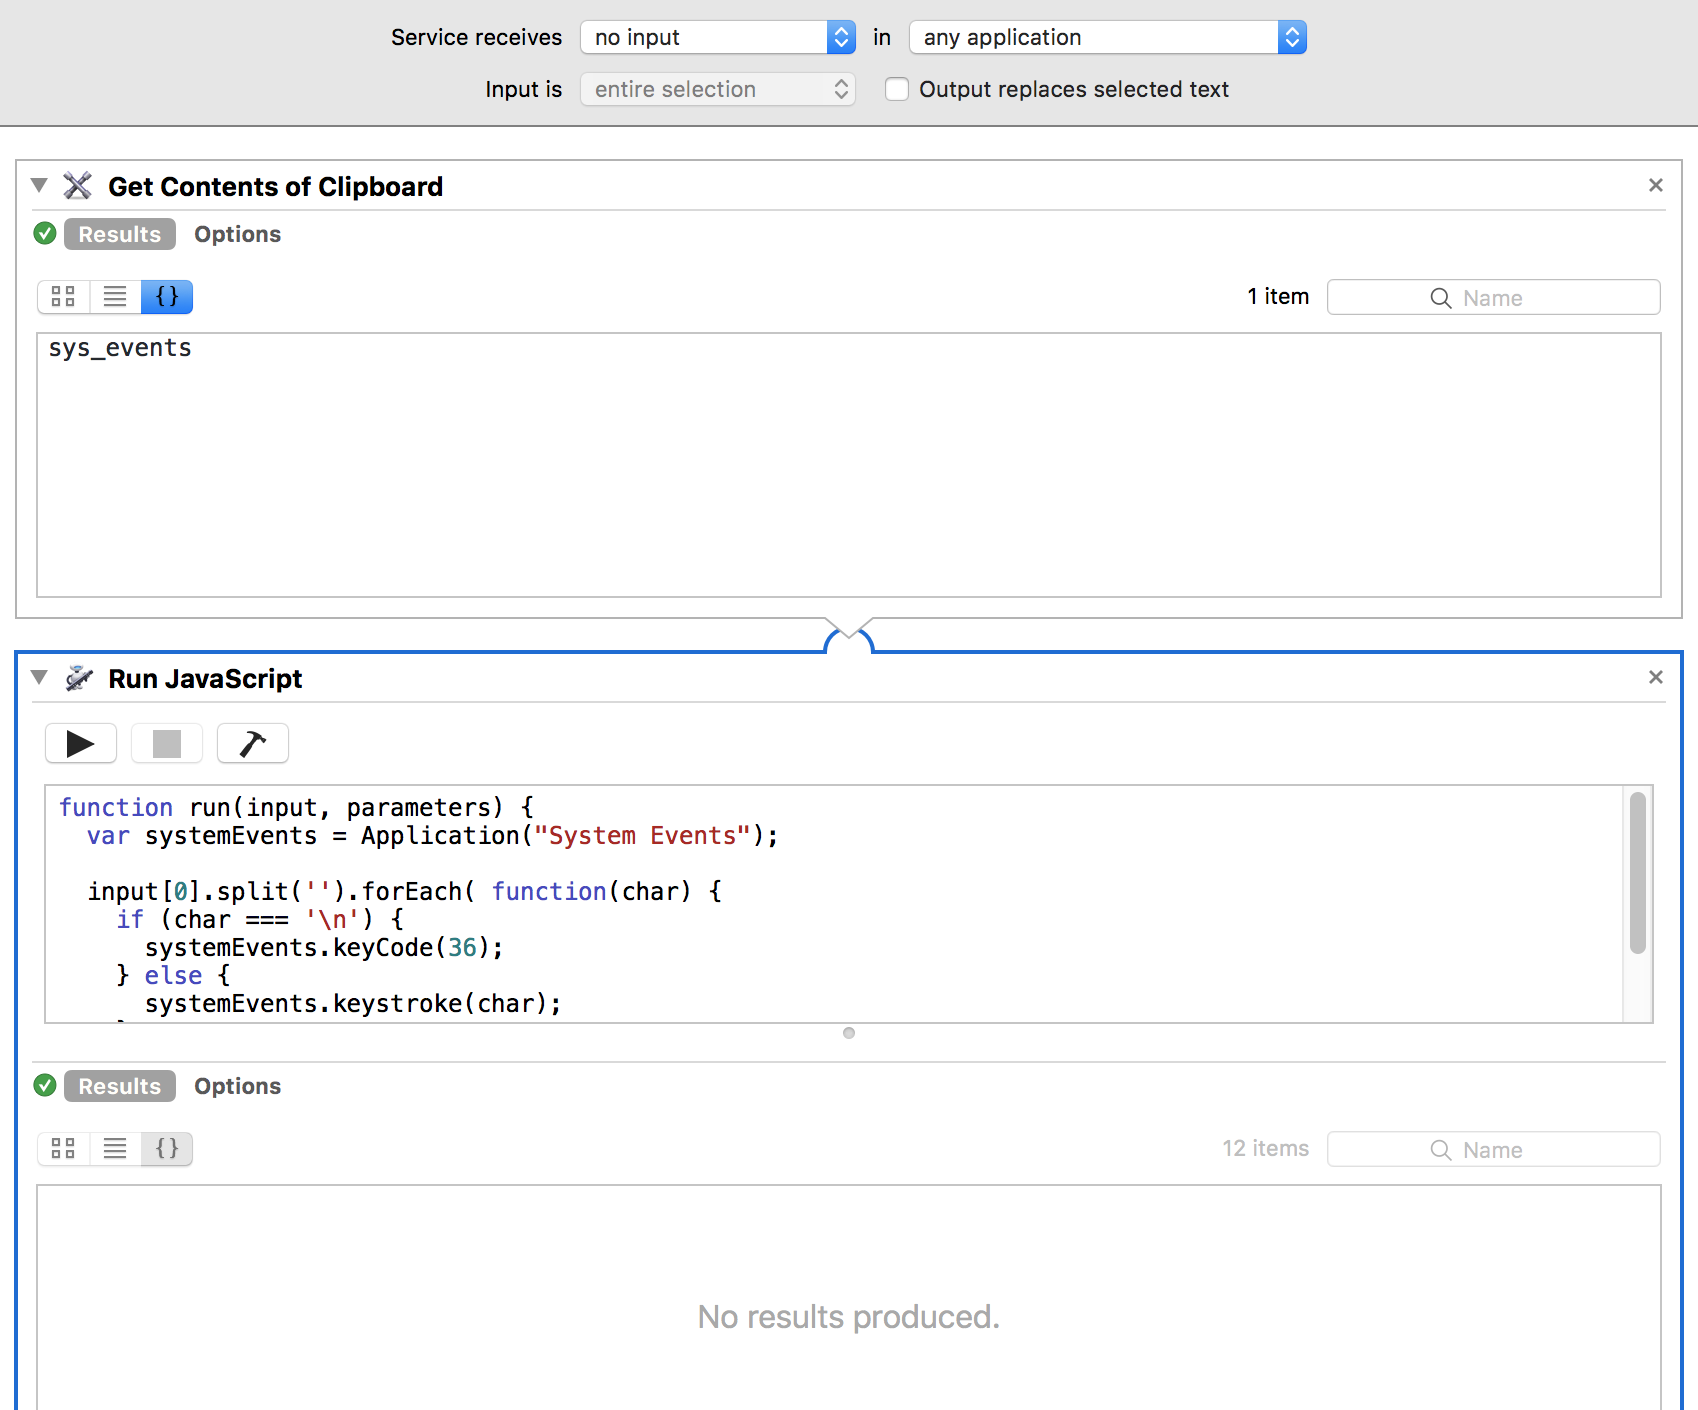 Service receives no input in any application
Input is entire selection Output replaces selected text
Get Contents of Clipboard
Results Options
{} 1 item Name
sys_events
Run JavaScript
function run(input, parameters) {
var systemEvents = Application("System Events");
input[0].split('').forEach( function(char) {
if (char === '\n') {
systemEvents.keyCode(36);
} else {
systemEvents.keystroke(char);
Results Options
{} 12 items Name
No results produced.